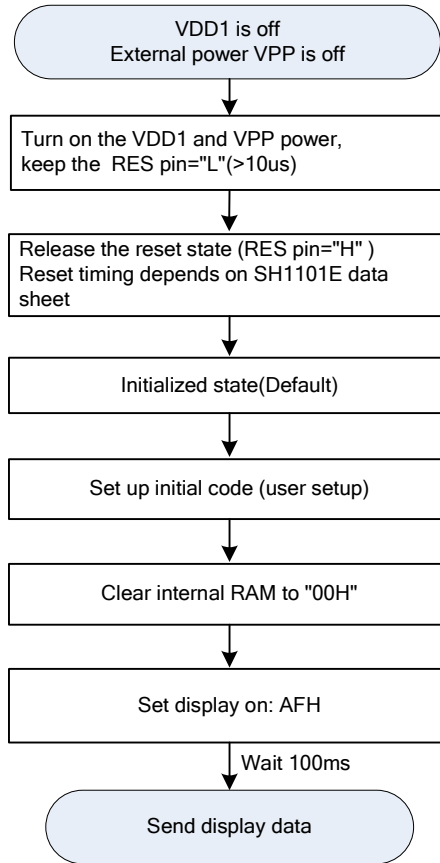 VDD1 is off
External power VPP is off
Turn on the VDD1 and VPP power,
keep the RES pin="L"(>10us)
Release the reset state (RES pin="H" )
Reset timing depends on SH1101E data
sheet
Initialized state(Default)
Set up initial code (user setup)
Clear internal RAM to "00H"
Set display on: AFH
Wait 100ms
Send display data